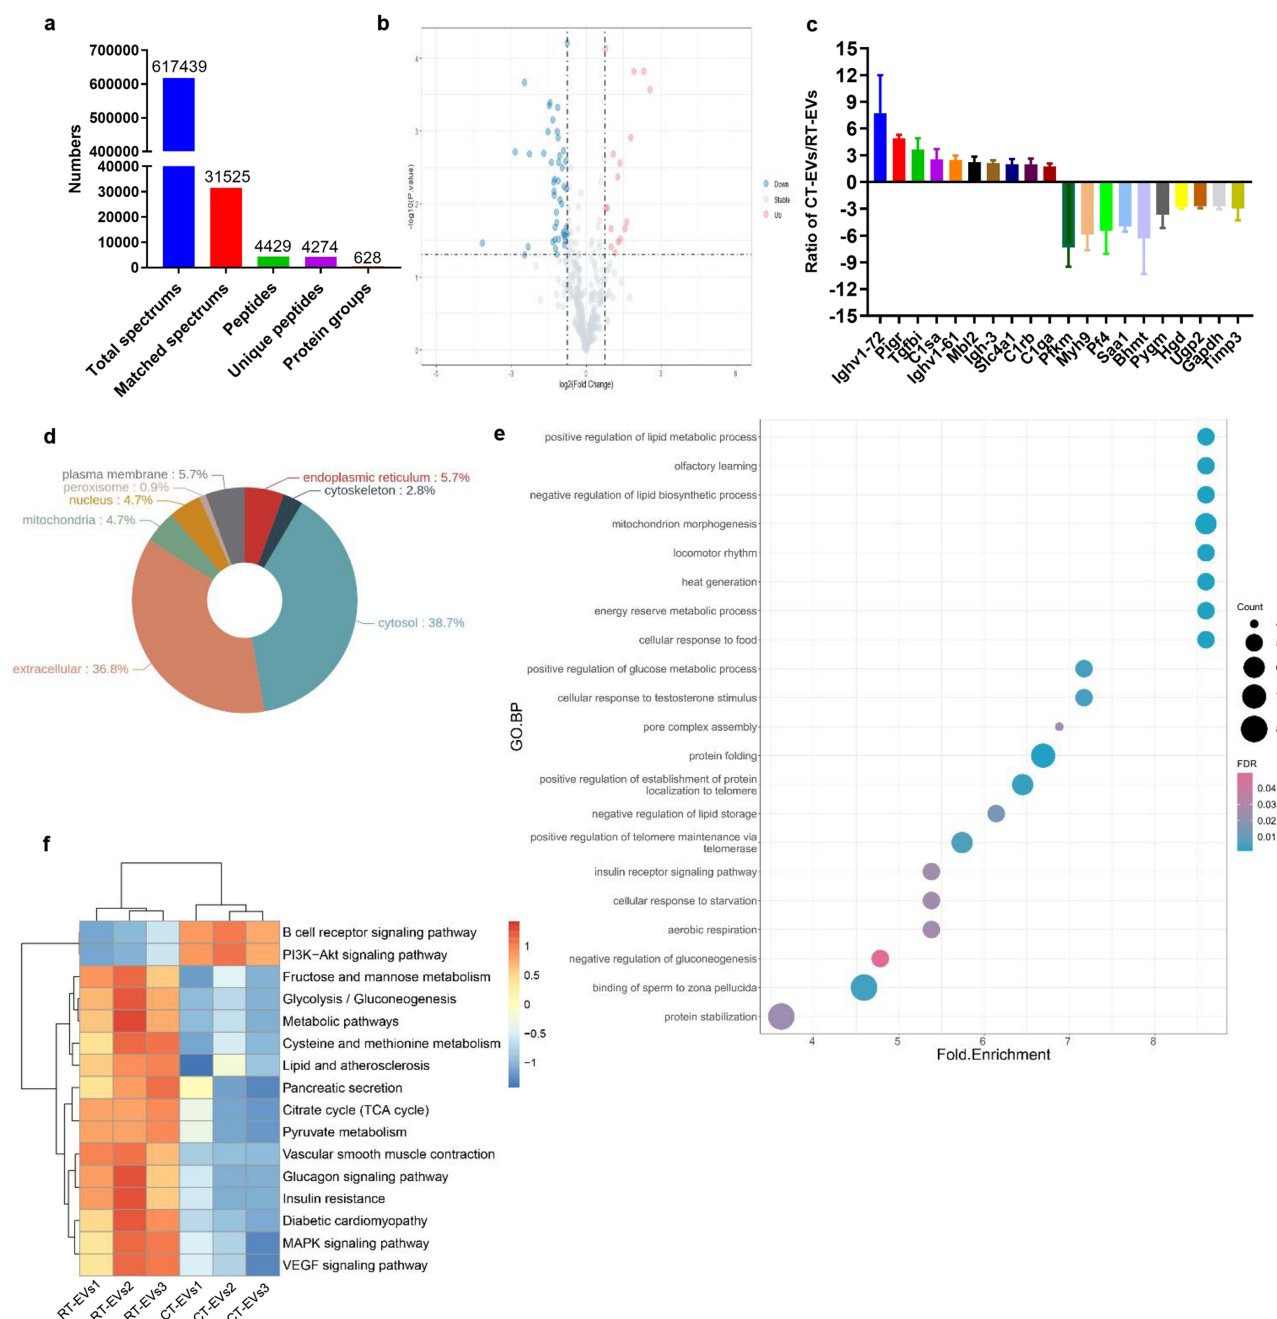 a
700000
600000
500000
400000
40000
30000
20000
10000
0
Numbers
617439
31525
4429
4274
628
Total spectrums
Matched spectrums
Peptides
Unique peptides
Protein groups
b
4
3
2
1
0
-log10(P.value)
-3
0
3
6
log2(Fold Change)
Down
Stable
Up
c
15
12
9
6
3
0
-3
-6
-9
-12
-15
Ratio of CT-EVs/RT-EVs
Ighv1-72
Pigr
Tgfbi
C1sa
Ighv1-61
Mbl2
Igh-3
Slc4a1
C1rb
C1qa
Pfkm
Myh9
Pf4
Saa1
Bhmt
Pygm
Hgd
Ugp2
Gapdh
Timp3
d
plasma membrane : 5.7%
peroxisome : 0.9%
nucleus : 4.7%
mitochondria : 4.7%
extracellular : 36.8%
endoplasmic reticulum : 5.7%
cytoskeleton : 2.8%
cytosol : 38.7%
e
GO.BP
positive regulation of lipid metabolic process
olfactory learning
negative regulation of lipid biosynthetic process
mitochondrion morphogenesis
locomotor rhythm
heat generation
energy reserve metabolic process
cellular response to food
positive regulation of glucose metabolic process
cellular response to testosterone stimulus
pore complex assembly
protein folding
positive regulation of establishment of protein
localization to telomere
negative regulation of lipid storage
positive regulation of telomere maintenance via
telomerase
insulin receptor signaling pathway
cellular response to starvation
aerobic respiration
negative regulation of gluconeogenesis
binding of sperm to zona pellucida
protein stabilization
4
5
6
7
8
Fold.Enrichment
Count
FDR
0.04
0.03
0.02
0.01
f
B cell receptor signaling pathway
PI3K−Akt signaling pathway
Fructose and mannose metabolism
Glycolysis / Gluconeogenesis
Metabolic pathways
Cysteine and methionine metabolism
Lipid and atherosclerosis
Pancreatic secretion
Citrate cycle (TCA cycle)
Pyruvate metabolism
Vascular smooth muscle contraction
Glucagon signaling pathway
Insulin resistance
Diabetic cardiomyopathy
MAPK signaling pathway
VEGF signaling pathway
1
0.5
0
−0.5
−1
RT-EVs1
RT-EVs2
RT-EVs3
CT-EVs1
CT-EVs2
CT-EVs3